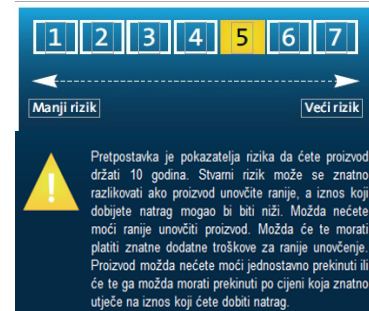 1 2 3 4 5 6 7
Manji rizik Veći rizik
Pretpostavka je pokazatelja rizika da ćete proizvod
držati 10 godina. Stvarni rizik može se znatno
razlikovati ako proizvod unovčite ranije, a iznos koji
dobijete natrag mogao bi biti niži. Možda nećete
moći ranije unovčiti proizvod. Možda će te morati
platiti znatne dodatne troškove za ranije unovčenje.
Proizvod možda nećete moći jednostavno prekinuti ili
će te ga možda morati prekinuti po cijeni koja znatno
utječe na iznos koji ćete dobiti natrag.